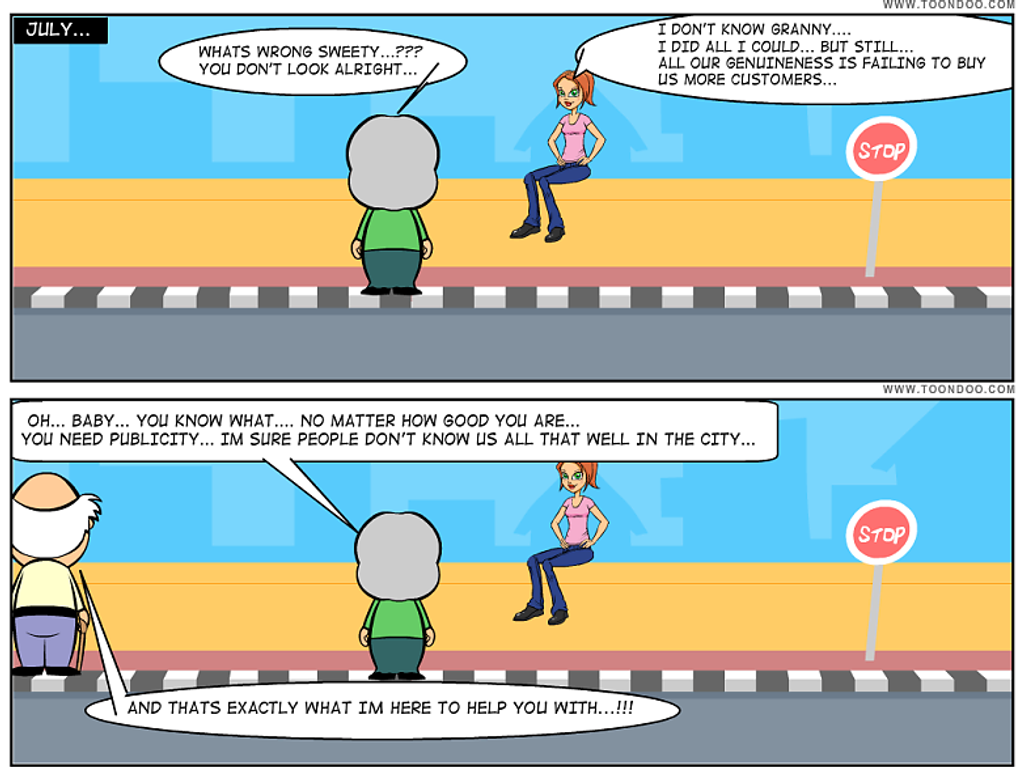 WWW.TOONDOO.COM
JULY...
WHATS WRONG SWEETY...???
YOU DON'T LOOK ALRIGHT...
I DON'T KNOW GRANNY....
I DID ALL I COULD... BUT STILL...
ALL OUR GENUINENESS IS FAILING TO BUY
US MORE CUSTOMERS...
STOP
WWW.TOONDOO.COM
OH... BABY... YOU KNOW WHAT.... NO MATTER HOW GOOD YOU ARE...
YOU NEED PUBLICITY... IM SURE PEOPLE DON'T KNOW US ALL THAT WELL IN THE CITY...
STOP
AND THATS EXACTLY WHAT IM HERE TO HELP YOU WITH...!!!